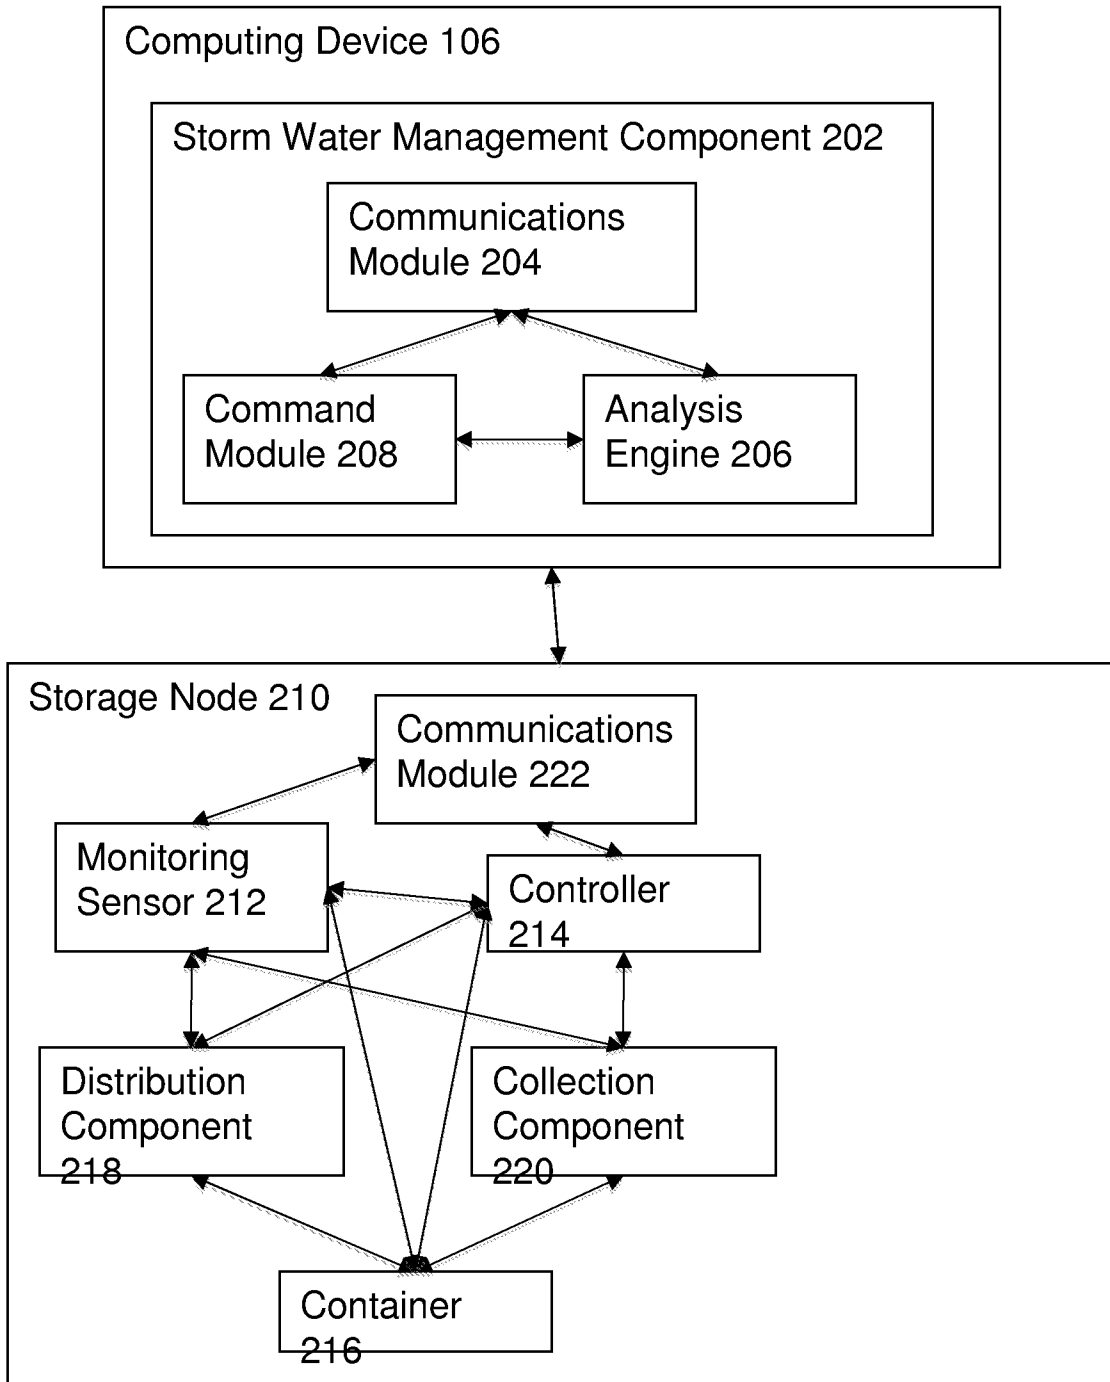 Computing Device 106
Storm Water Management Component 202
Communications
Module 204
Command
Module 208
Analysis
Engine 206
Storage Node 210
Communications
Module 222
Monitoring
Sensor 212
Controller
214
Distribution
Component
218
Collection
Component
220
Container
216